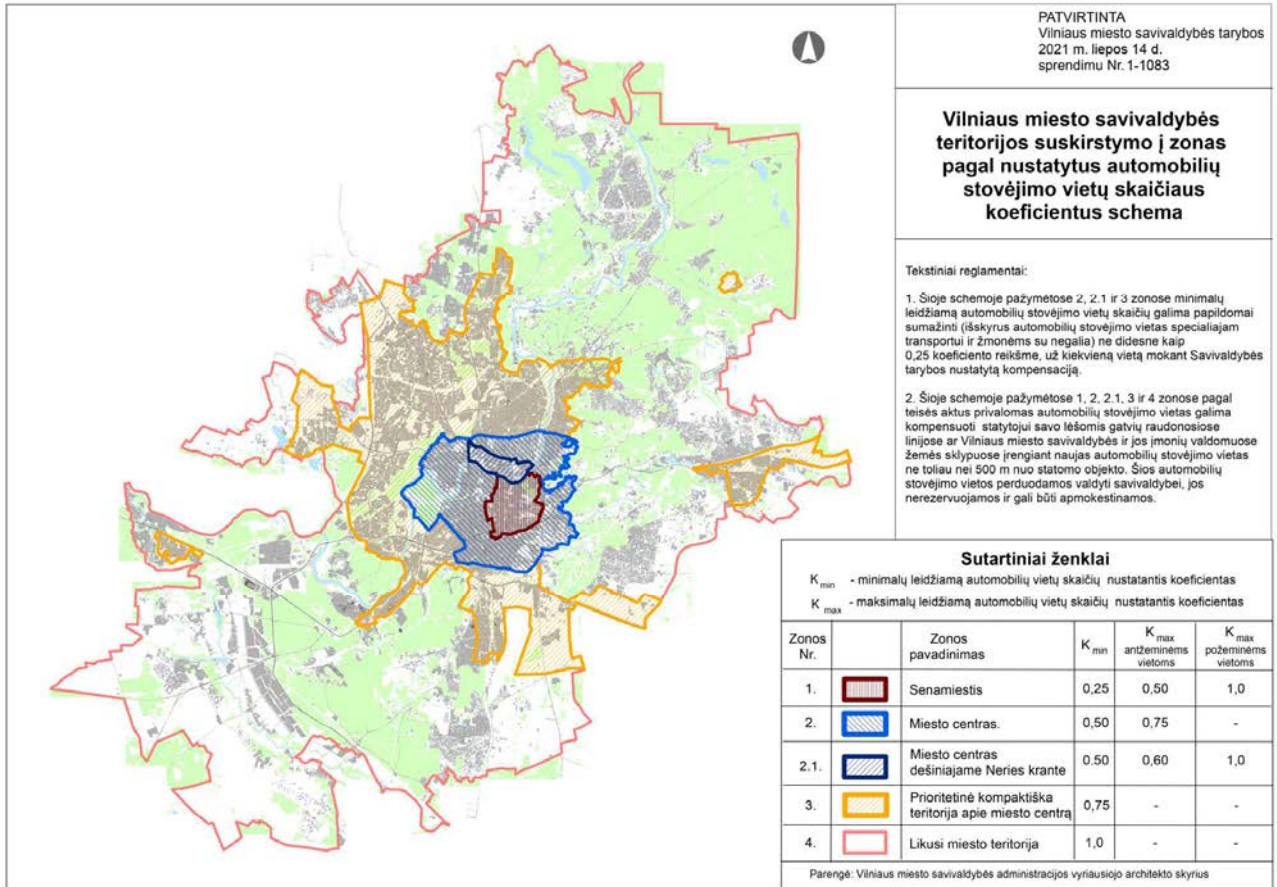 PATVIRTINTA
Vilniaus miesto savivaldybės tarybos
2021 m. liepos 14 d.
sprendimu Nr. 1-1083
Vilniaus miesto savivaldybės
teritorijos suskirstymo į zonas
pagal nustatytus automobilių
stovėjimo vietų skaičiaus
koeficientus schema
Tekstiniai reglamentai:
1. Šioje schemoje pažymėtose 2, 2.1 ir 3 zonose minimalų
leidžiamą automobilių stovėjimo vietų skaičių galima papildomai
sumažinti (išskyrus automobilių stovėjimo vietas specialiajam
transportui ir žmonėms su negalia) ne didesne kaip
0,25 koeficiento reikšme, už kiekvieną vietą mokant Savivaldybės
tarybos nustatytą kompensaciją.
2. Šioje schemoje pažymėtose 1, 2, 2.1, 3 ir 4 zonose pagal
teisės aktus privalomas automobilių stovėjimo vietas galima
kompensuoti statytojui savo lėšomis gatvių raudonosiose
linijose ar Vilniaus miesto savivaldybės ir jos įmonių valdomuose
žemės sklypuose įrengiant naujas automobilių stovėjimo vietas
ne toliau nei 500 m nuo statomo objekto. Šios automobilių
stovėjimo vietos perduodamos valdyti savivaldybei, jos
nerezervuojamos ir gali būti apmokestinamos.
Sutartiniai ženklai
K min - minimalų leidžiamą automobilių vietų skaičių nustatantis koeficientas
K max - maksimalų leidžiamą automobilių vietų skaičių nustatantis koeficientas
Zonos Nr. Zonos pavadinimas K min K max antžeminėms vietoms K max požeminėms vietoms
1. Senamiestis 0,25 0,50 1,0
2. Miesto centras. 0,50 0,75 -
2.1. Miesto centras dešiniajame Neries krante 0.50 0,60 1,0
3. Prioritetinė kompaktiška teritorija apie miesto centrą 0,75 - -
4. Likusi miesto teritorija 1,0 - -
Parengė: Vilniaus miesto savivaldybės administracijos vyriausiojo architekto skyrius